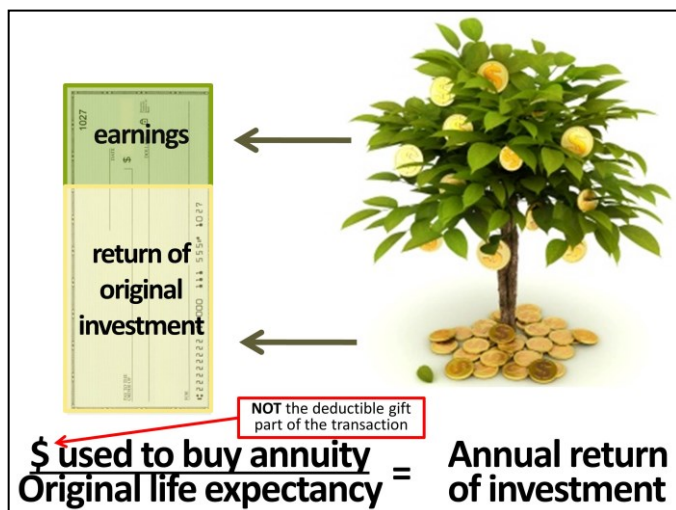 1027
earnings
$
return of
original
investment
1027
NOT the deductible gift
part of the transaction
$ used to buy annuity
Original life expectancy
=
Annual return
of investment